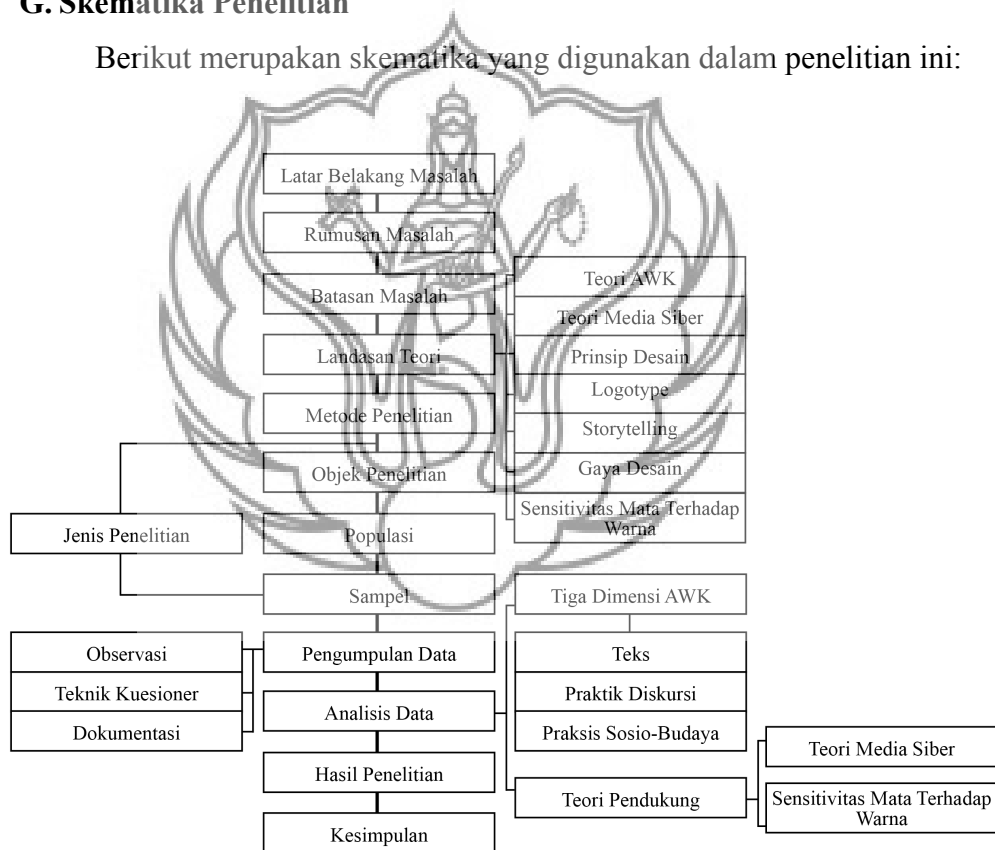 G. Skematika Penelitian
Berikut merupakan skematika yang digunakan dalam penelitian ini:
Latar Belakang Masalah
Rumusan Masalah
Batasan Masalah
Landasan Teori
Metode Penelitian
Objek Penelitian
Populasi
Sampel
Pengumpulan Data
Analisis Data
Hasil Penelitian
Kesimpulan
Jenis Penelitian
Observasi
Teknik Kuesioner
Dokumentasi
Teori AWK
Teori Media Siber
Prinsip Desain
Logotype
Storytelling
Gaya Desain
Sensitivitas Mata Terhadap
Warna
Tiga Dimensi AWK
Teks
Praktik Diskursi
Praksis Sosio-Budaya
Teori Pendukung
Teori Media Siber
Sensitivitas Mata Terhadap
Warna